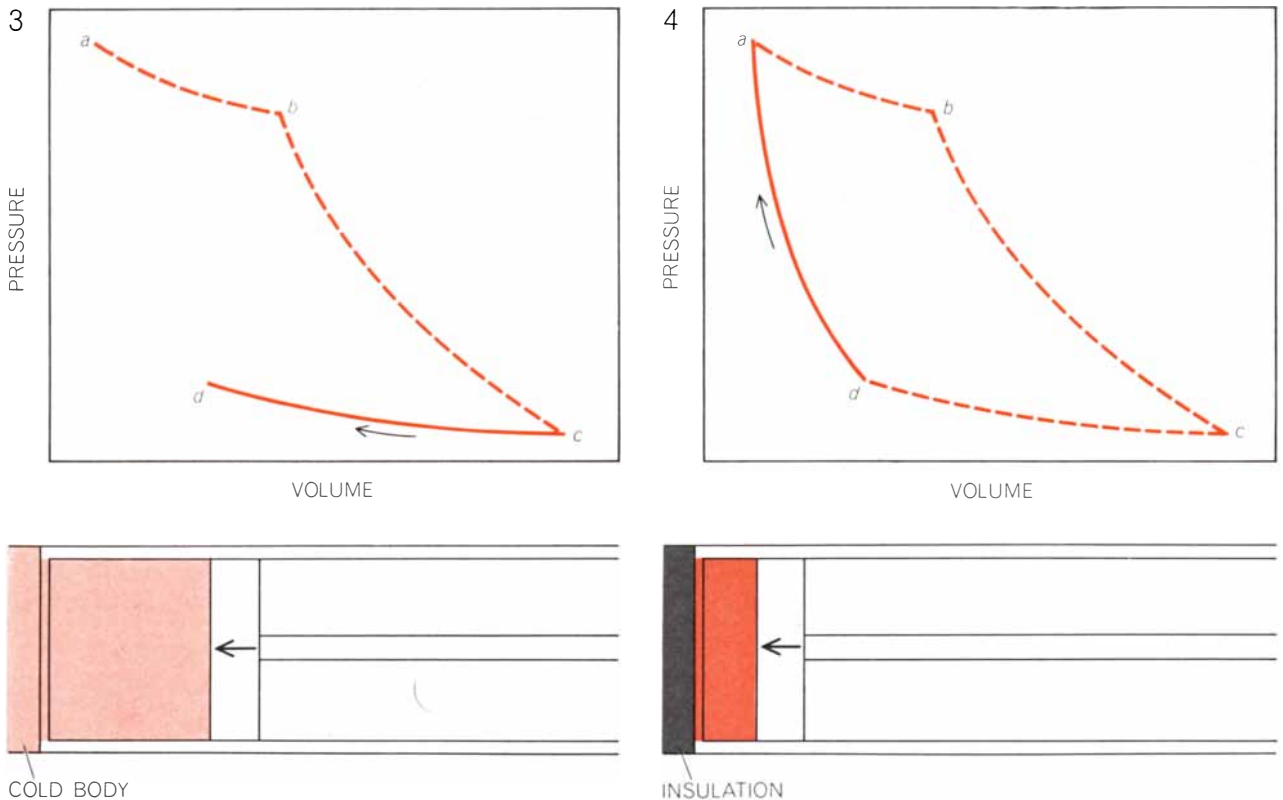 3
a
b
PRESSURE
d
c
VOLUME
COLD BODY
4
a
b
PRESSURE
d
c
VOLUME
INSULATION